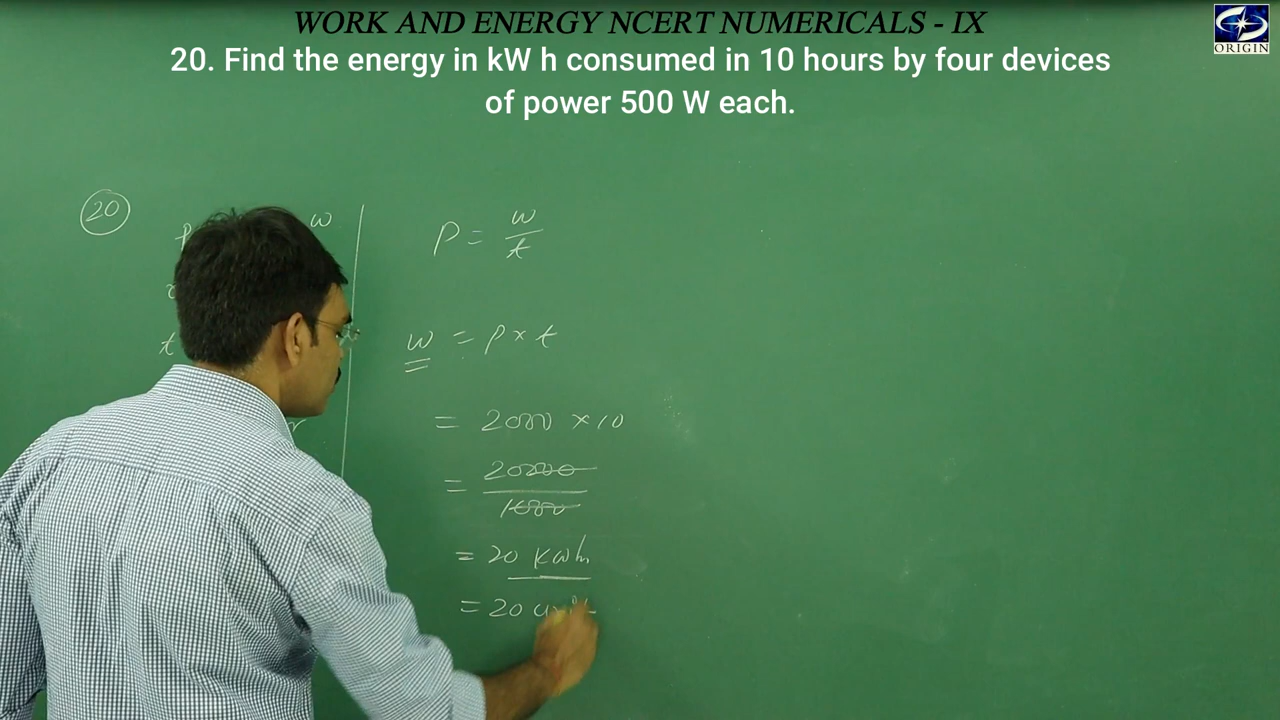 WORK AND ENERGY NCERT NUMERICALS - IX
ORIGIN
20. Find the energy in kW h consumed in 10 hours by four devices
of power 500 W each.
20
P w
t
P = w/t
w = P × t
= 2000 × 10
= 20000/1000
= 20 kwh
= 20